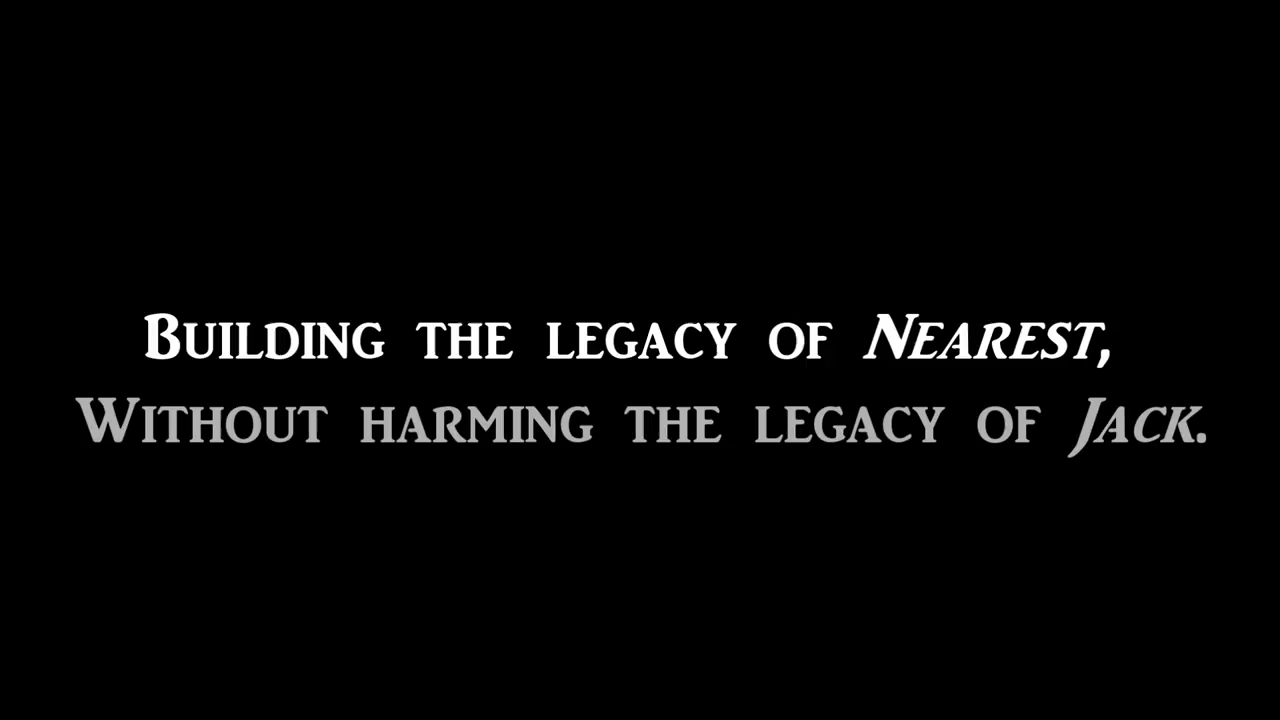 Building the legacy of Nearest,
Without harming the legacy of Jack.